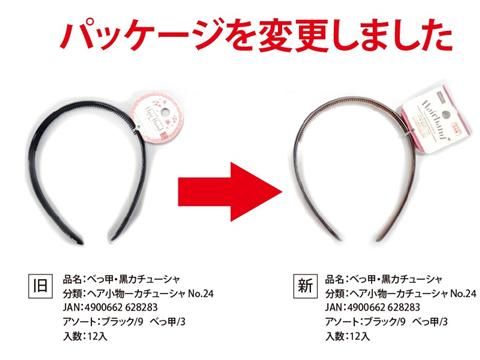 パッケージを変更しました
Hairband
旧
品名：べっ甲・黒カチューシャ
分類：ヘア小物ーカチューシャ No.24
JAN：4900662 628283
アソート：ブラック/9 べっ甲/3
入数：12入
新
品名：べっ甲・黒カチューシャ
分類：ヘア小物ーカチューシャ No.24
JAN：4900662 628283
アソート：ブラック/9 べっ甲/3
入数：12入